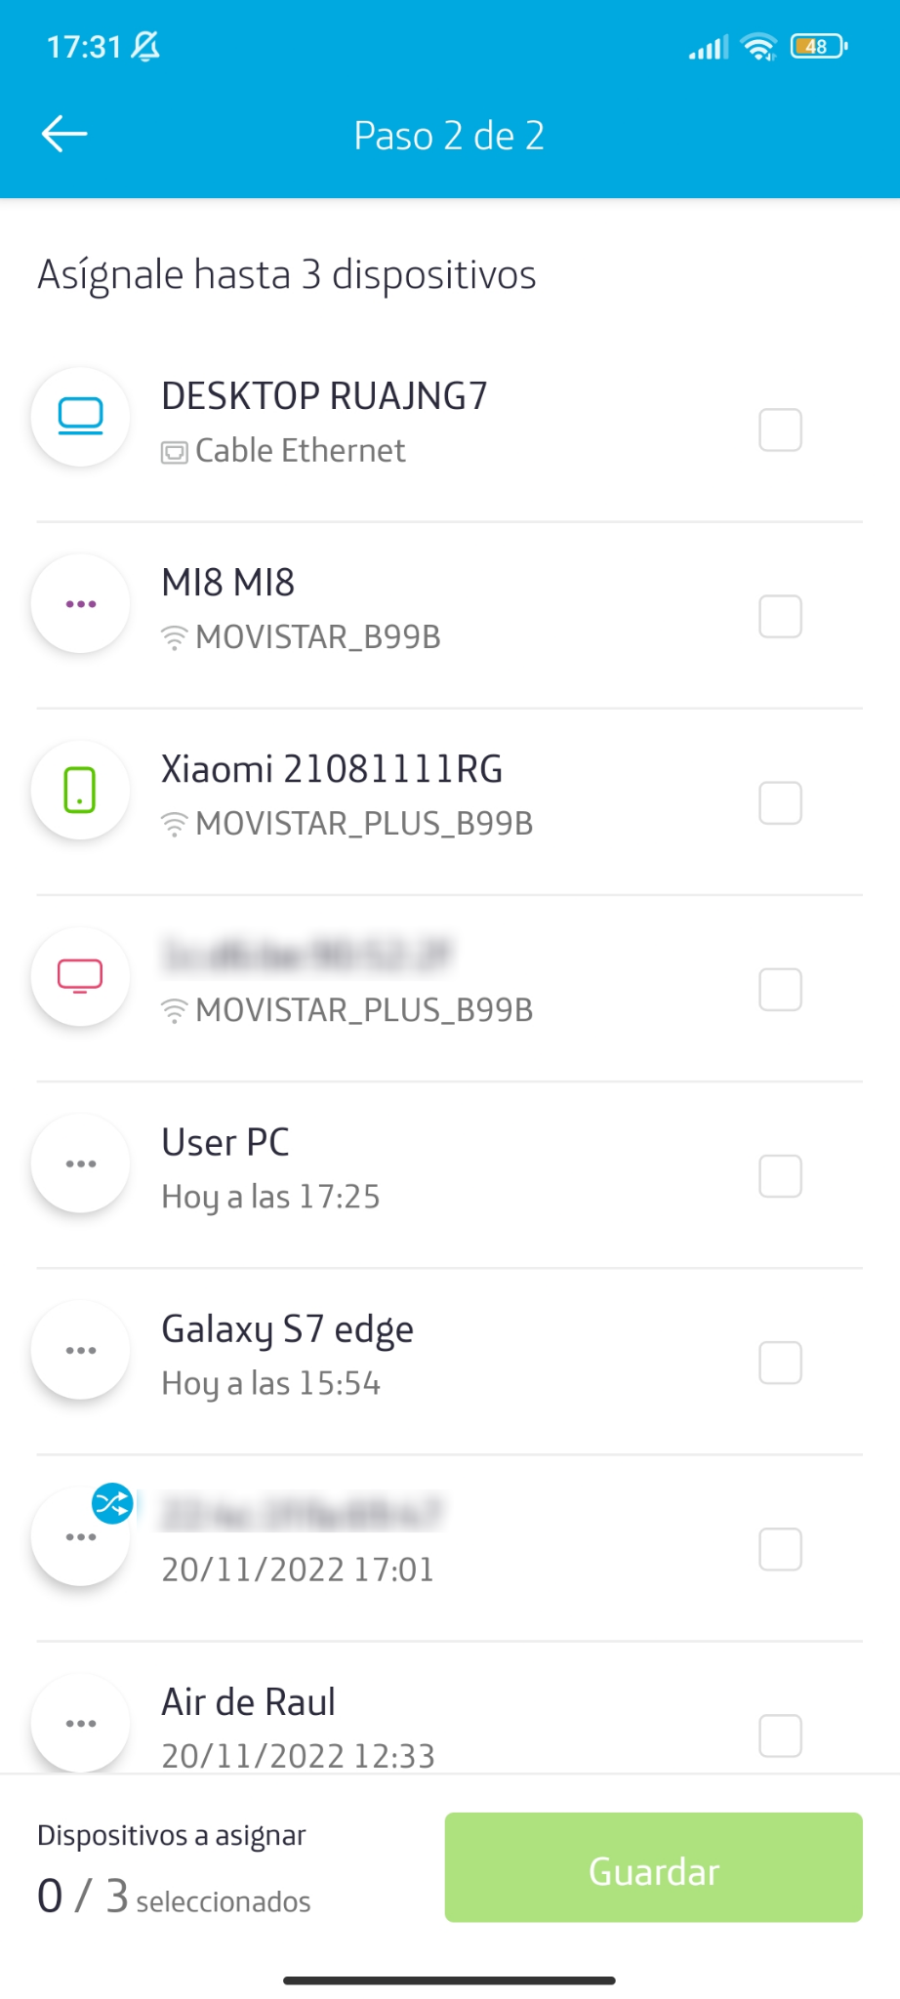 17:31
48
Paso 2 de 2
Asígnale hasta 3 dispositivos
DESKTOP RUAJNG7
Cable Ethernet
MI8 MI8
MOVISTAR_B99B
Xiaomi 21081111RG
MOVISTAR_PLUS_B99B
MOVISTAR_PLUS_B99B
User PC
Hoy a las 17:25
Galaxy S7 edge
Hoy a las 15:54
20/11/2022 17:01
Air de Raul
20/11/2022 12:33
Dispositivos a asignar
0 / 3 seleccionados
Guardar